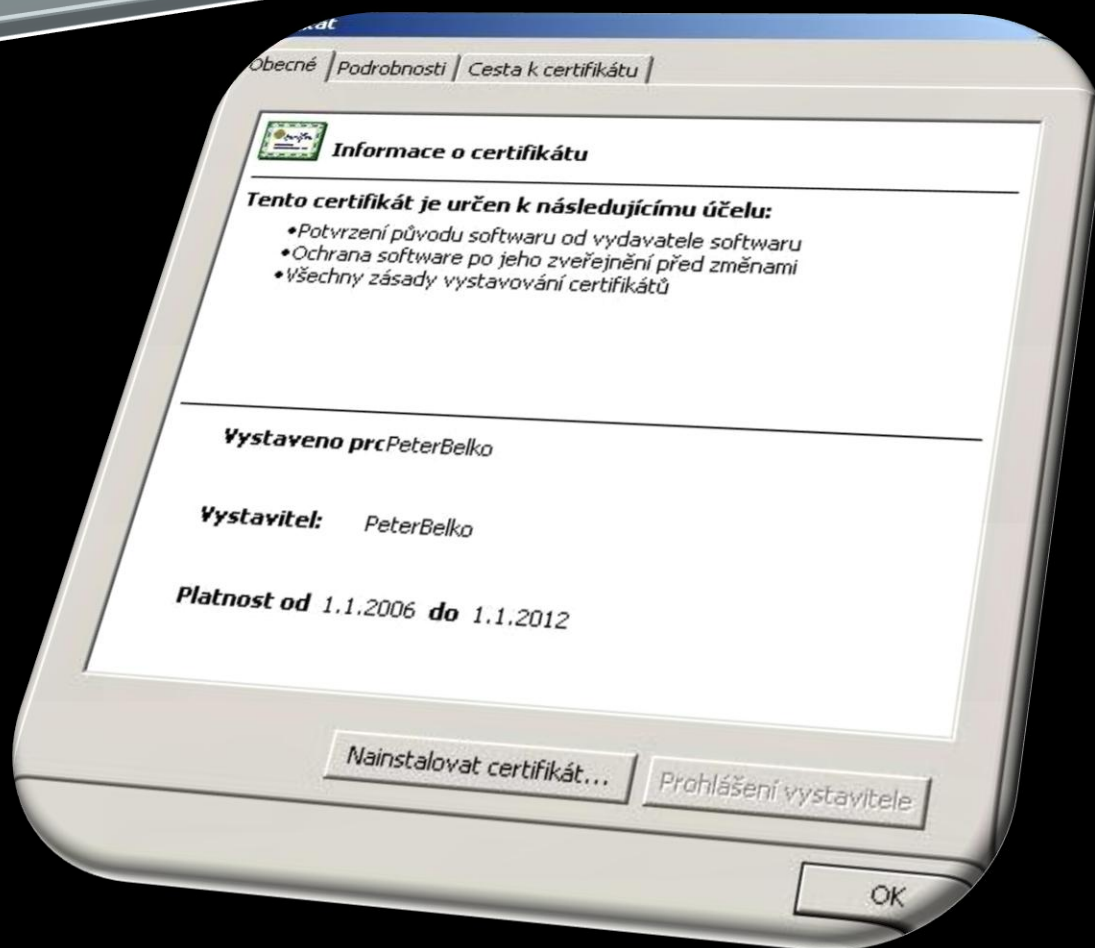 Obecné Podrobnosti Cesta k certifikátu
Informace o certifikátu
Tento certifikát je určen k následujícímu účelu:
•Potvrzení původu softwaru od vydavatele softwaru
•Ochrana software po jeho zveřejnění před změnami
•Všechny zásady vystavování certifikátů
Vystaveno prcPeterBelko
Vystavitel: PeterBelko
Platnost od 1.1.2006 do 1.1.2012
Nainstalovat certifikát... Prohlášení vystavitele
OK